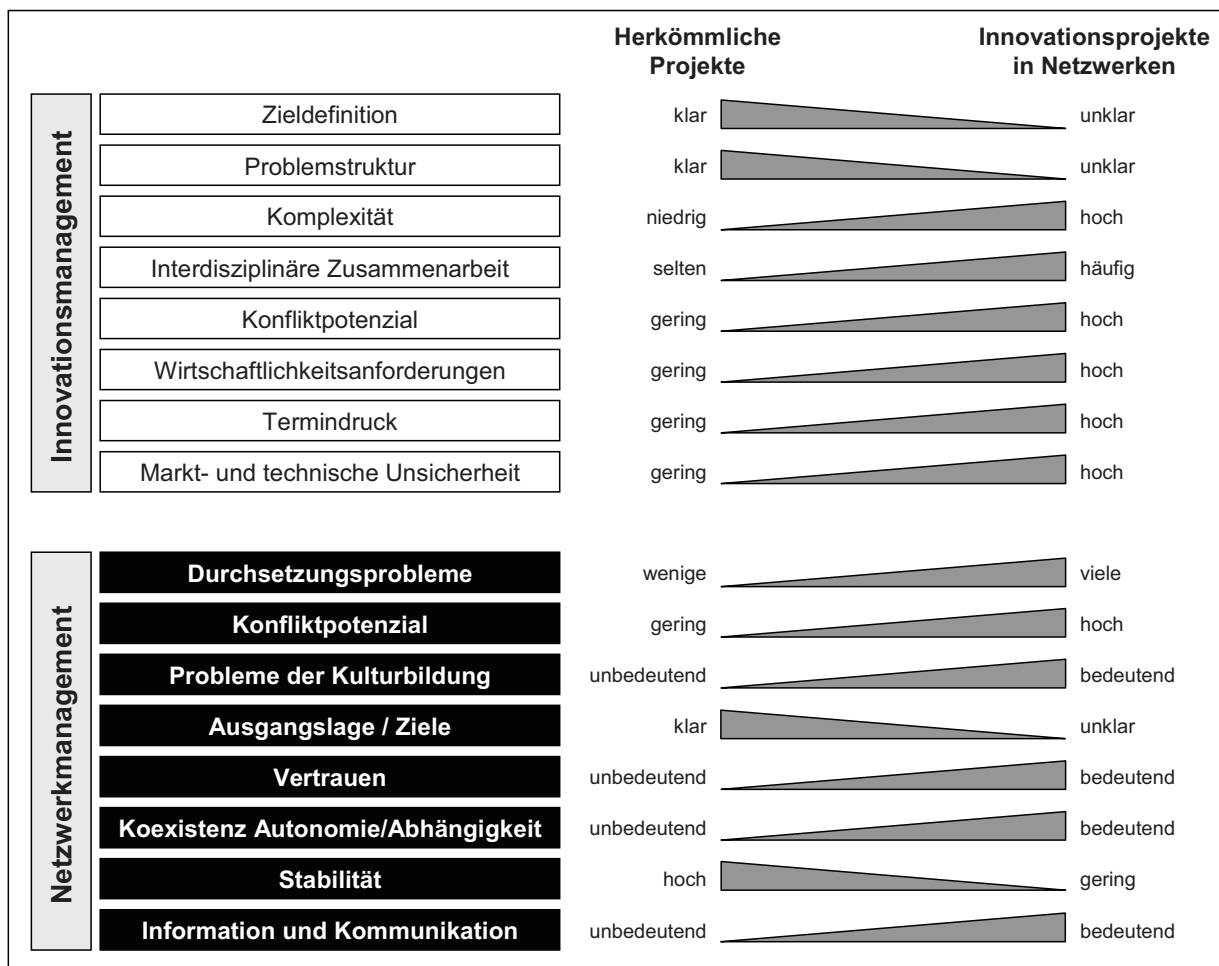 Herkömmliche Projekte
Innovationsprojekte in Netzwerken
Innovationsmanagement
Zieldefinition klar unklar
Problemstruktur klar unklar
Komplexität niedrig hoch
Interdisziplinäre Zusammenarbeit selten häufig
Konfliktpotenzial gering hoch
Wirtschaftlichkeitsanforderungen gering hoch
Termindruck gering hoch
Markt- und technische Unsicherheit gering hoch
Netzwerkmanagement
Durchsetzungsprobleme wenige viele
Konfliktpotenzial gering hoch
Probleme der Kulturbildung unbedeutend bedeutend
Ausgangslage / Ziele klar unklar
Vertrauen unbedeutend bedeutend
Koexistenz Autonomie/Abhängigkeit unbedeutend bedeutend
Stabilität hoch gering
Information und Kommunikation unbedeutend bedeutend